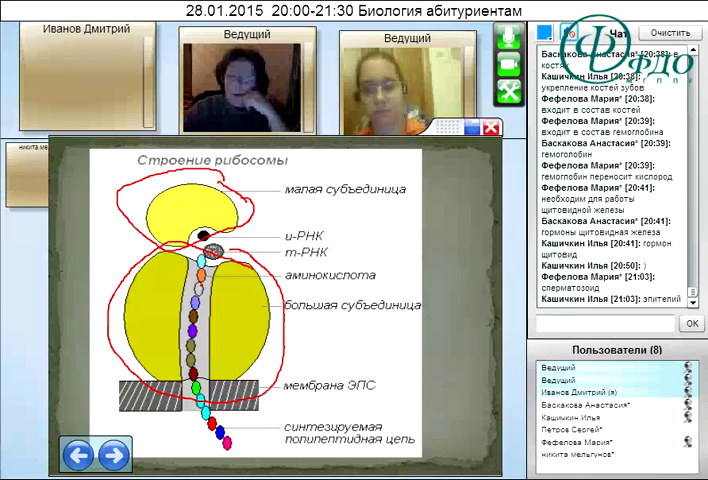 28.01.2015 20:00-21:30 Биология абитуриентам
Иванов Дмитрий
Ведущий
Ведущий
Строение рибосомы
малая субъединица
и-РНК
т-РНК
аминокислота
большая субъединица
мембрана ЭПС
синтезируемая
полипептидная цепь
Чат
Очистить
ФДО
МГППУ
Баскакова Анастасия* [20:38]: в
костях
Кашичкин Илья [20:38]:
укрепление костей зубов
Фефелова Мария* [20:38]:
входит в состав костей
Фефелова Мария* [20:39]:
входит в состав гемоглобина
Баскакова Анастасия* [20:39]:
гемоголобин
Фефелова Мария* [20:39]:
гемоглобин переносит кислород
Фефелова Мария* [20:41]:
необходим для работы
щитовидной железы
Баскакова Анастасия* [20:41]:
гормоны щитовидная железа
Кашичкин Илья [20:41]: гормон
щитовид
Кашичкин Илья [20:50]: )
Фефелова Мария* [21:03]:
сперматозоид
Кашичкин Илья [21:03]: эпителий
OK
Пользователи (8)
Ведущий
Ведущий
Иванов Дмитрий (я)
Баскакова Анастасия*
Кашичкин Илья
Петров Сергей*
Фефелова Мария*
никита мельгунов*